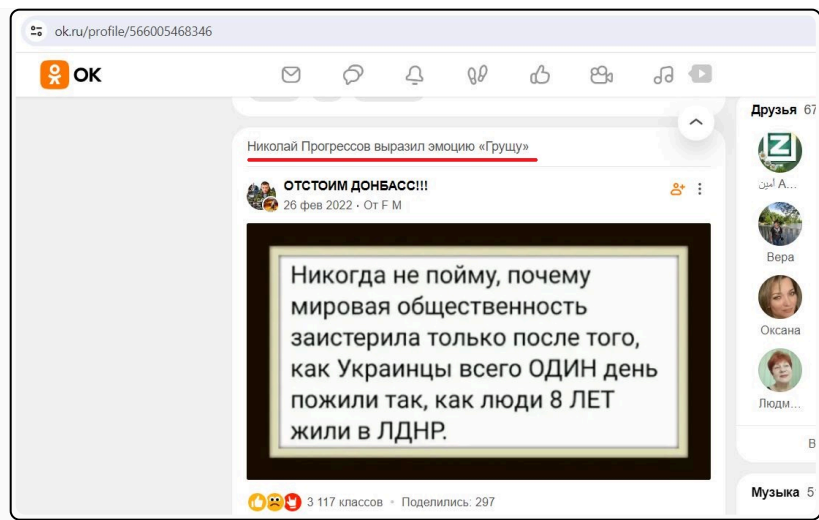 ok.ru/profile/566005468346
ОК
Друзья 67
Николай Прогрессов выразил эмоцию «Грущу»
ОТСТОИМ ДОНБАСС!!!
26 фев 2022 · От F M
امین A...
Вера
Никогда не пойму, почему
мировая общественность
заистерила только после того,
как Украинцы всего ОДИН день
пожили так, как люди 8 ЛЕТ
жили в ЛДНР.
Оксана
Людм...
В
3 117 классов · Поделились: 297
Музыка 5